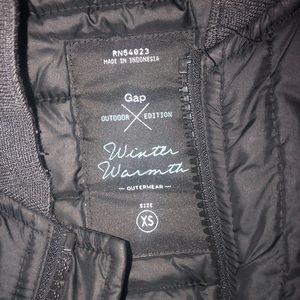 RN54023
MADE IN INDONESIA
Gap
OUTDOOR EDITION
Winter
Warmth
OUTERWEAR
SIZE
XS